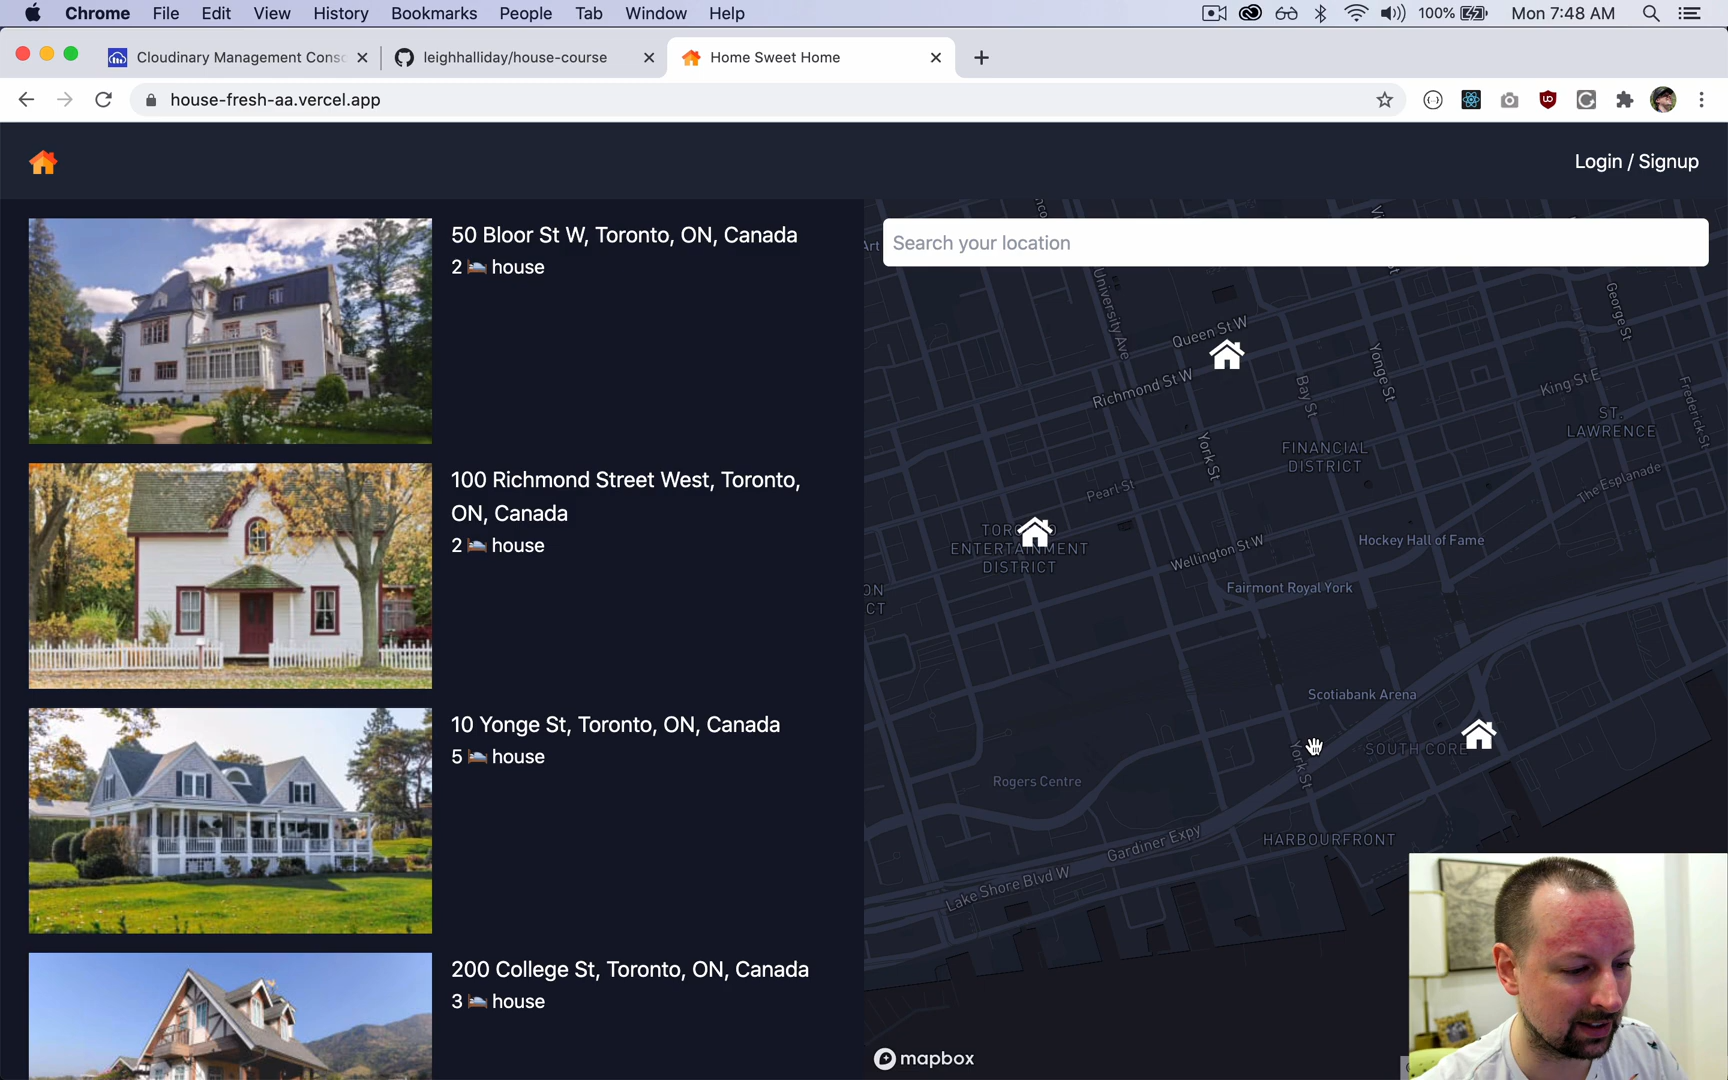 Chrome File Edit View History Bookmarks People Tab Window Help 100% Mon 7:48 AM
Cloudinary Management Consc
leighhalliday/house-course
Home Sweet Home
house-fresh-aa.vercel.app
Login / Signup
50 Bloor St W, Toronto, ON, Canada
2 house
100 Richmond Street West, Toronto,
ON, Canada
2 house
10 Yonge St, Toronto, ON, Canada
5 house
200 College St, Toronto, ON, Canada
3 house
Search your location
Art
University Ave
Queen St W
Richmond St W
York St
Bay St
Yonge St
George St
King St E
Frederick St
ST.
LAWRENCE
FINANCIAL
DISTRICT
The Esplanade
Pearl St
ENTERTAINMENT
DISTRICT
Wellington St W
Hockey Hall of Fame
Fairmont Royal York
Scotiabank Arena
SOUTH CORE
York St
Rogers Centre
HARBOURFRONT
Gardiner Expy
Lake Shore Blvd W
mapbox